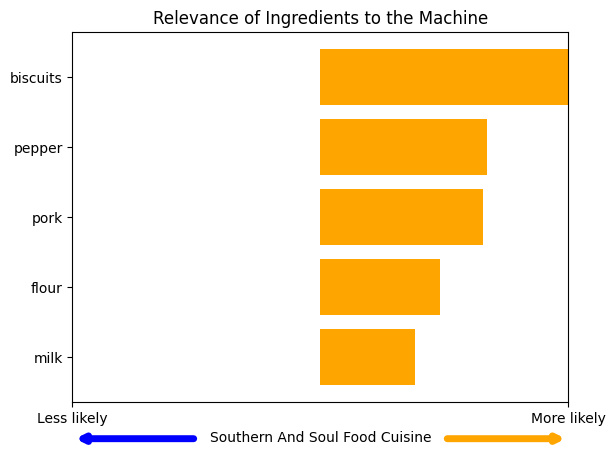 Relevance of Ingredients to the Machine
biscuits
pepper
pork
flour
milk
Less likely
More likely
Southern And Soul Food Cuisine